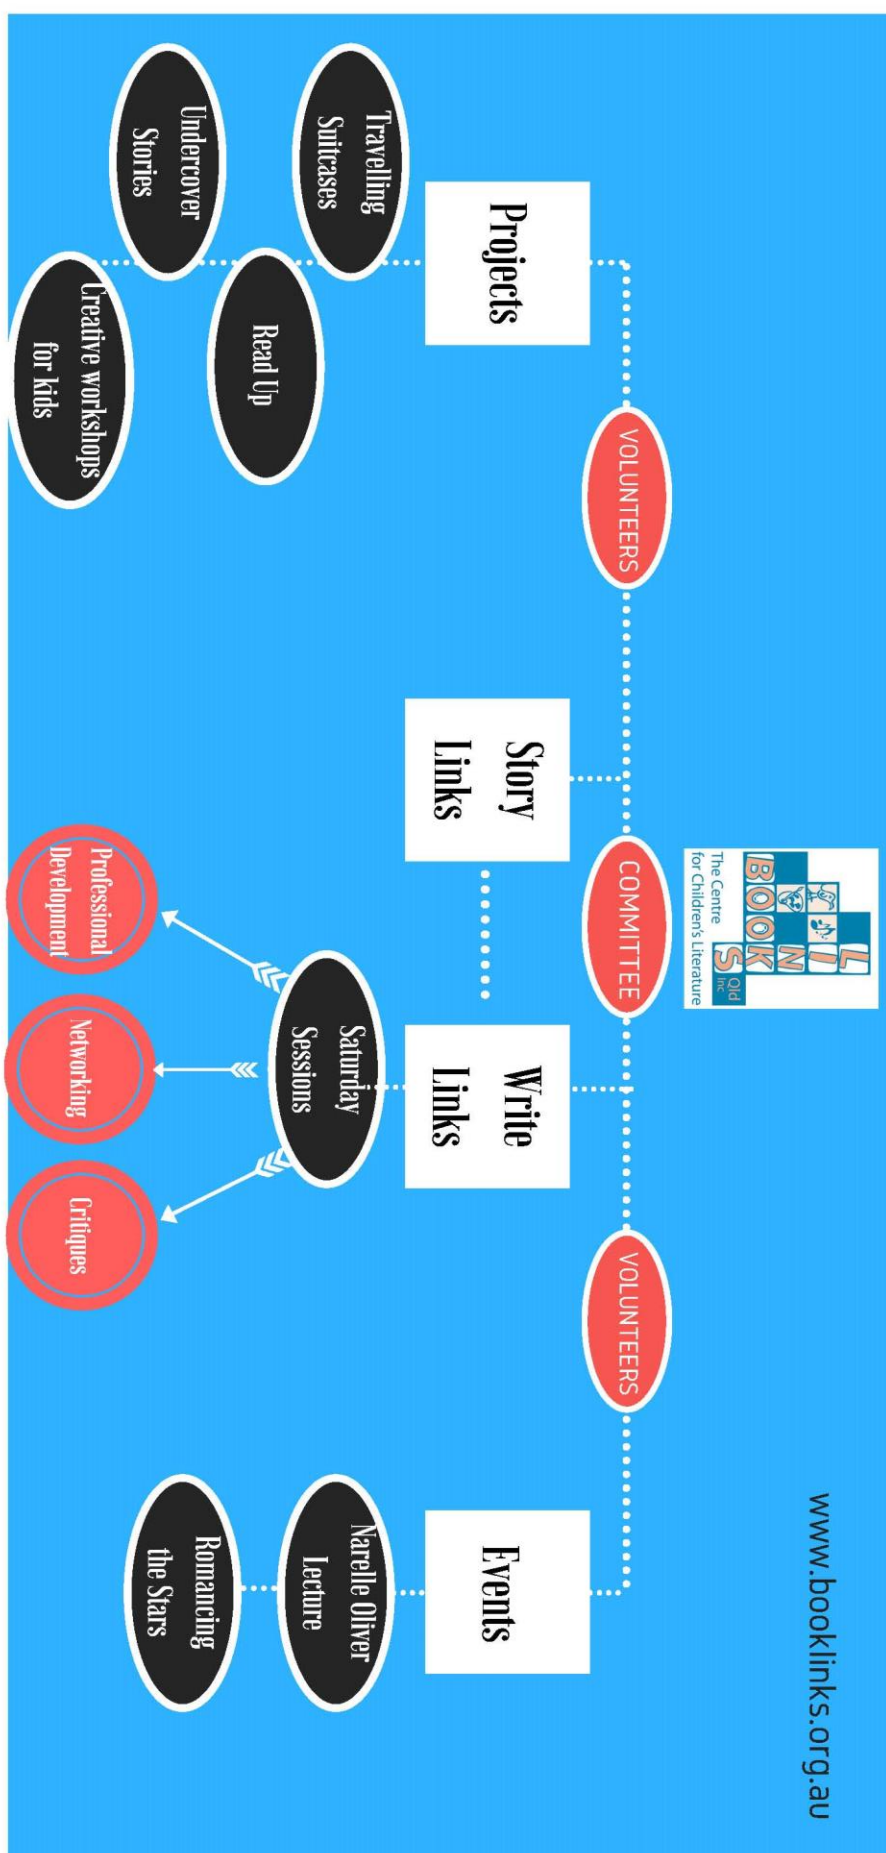 www.booklinks.org.au
LINK
BOOKS
Qld
Inc
The Centre
for Children's Literature
VOLUNTEERS
COMMITTEE
VOLUNTEERS
Projects
Story
Links
Write
Links
Events
Travelling
Suitcases
Read Up
Undercover
Stories
Creative workshops
for kids
Saturday
Sessions
Professional
Development
Networking
Critiques
Narelle Oliver
Lecture
Romancing
the Stars